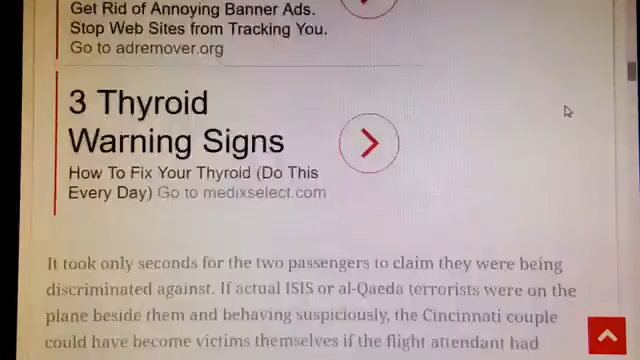 Get Rid of Annoying Banner Ads.
Stop Web Sites from Tracking You.
Go to adremover.org
3 Thyroid
Warning Signs
How To Fix Your Thyroid (Do This
Every Day) Go to medixselect.com
It took only seconds for the two passengers to claim they were being
discriminated against. If actual ISIS or al-Qaeda terrorists were on the
plane beside them and behaving suspiciously, the Cincinnati couple
could have become victims themselves if the flight attendant had